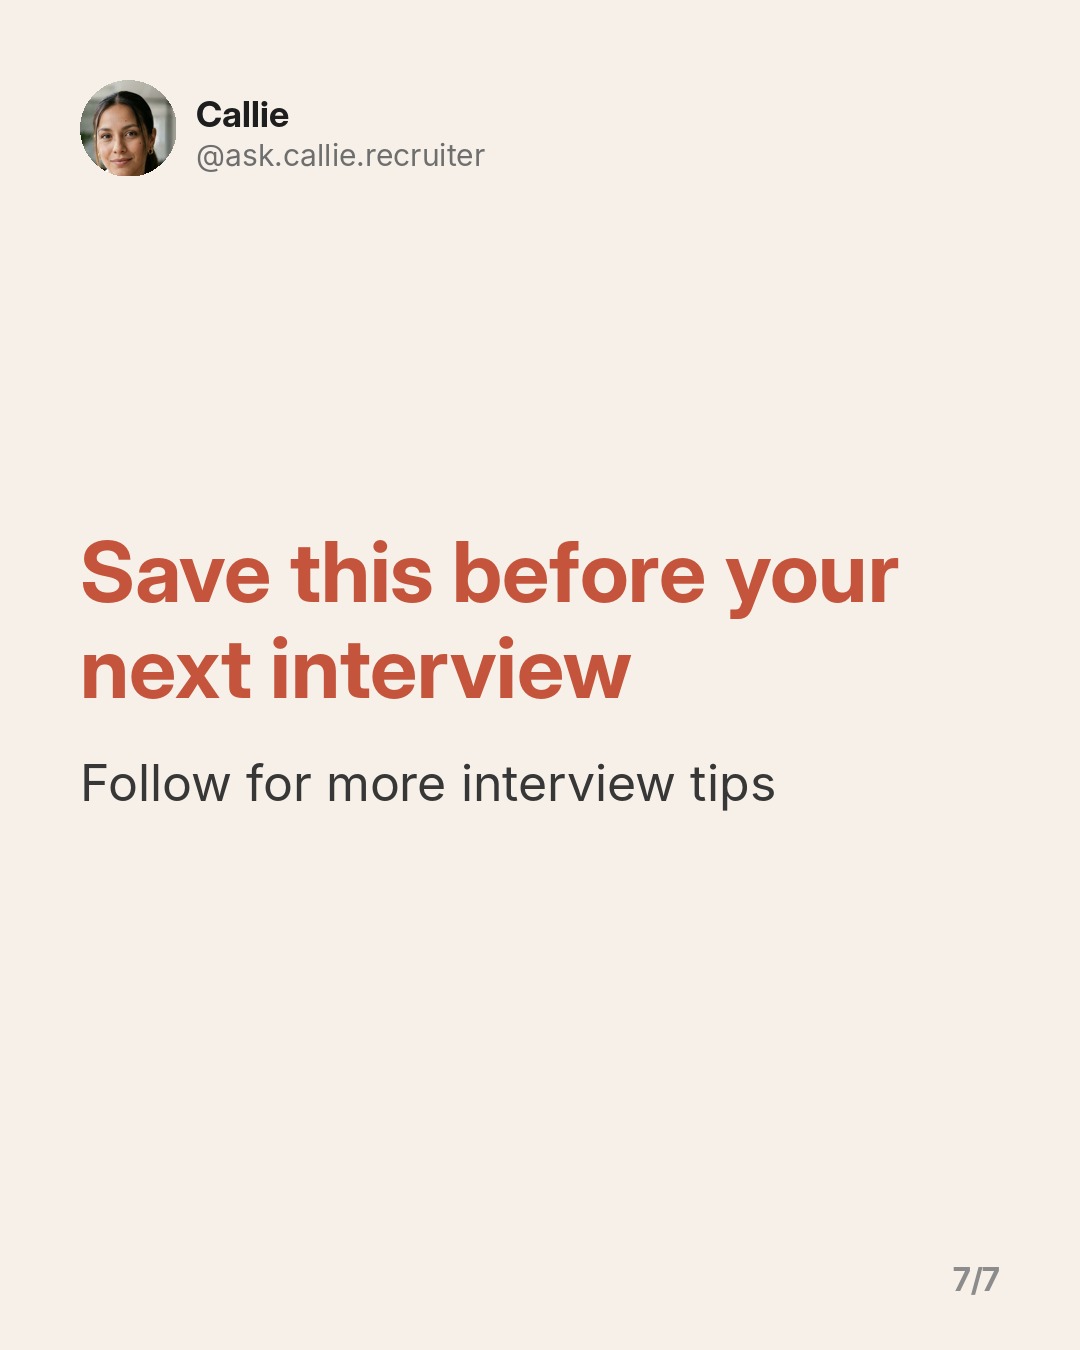 Callie
@ask.callie.recruiter
Save this before your
next interview
Follow for more interview tips
7/7